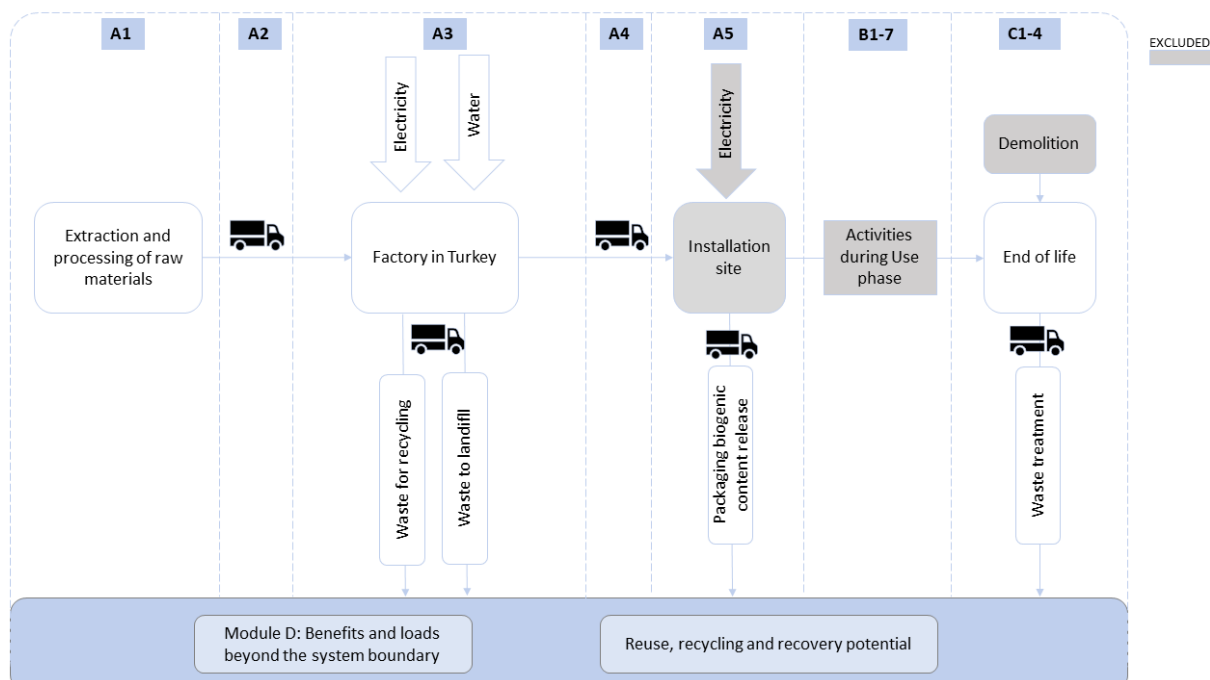 A1
A2
A3
A4
A5
B1-7
C1-4
EXCLUDED
Electricity
Water
Electricity
Demolition
Extraction and
processing of raw
materials
Factory in Turkey
Installation
site
Activities
during Use
phase
End of life
Waste for recycling
Waste to landifll
Packaging biogenic
content release
Waste treatment
Module D: Benefits and loads
beyond the system boundary
Reuse, recycling and recovery potential